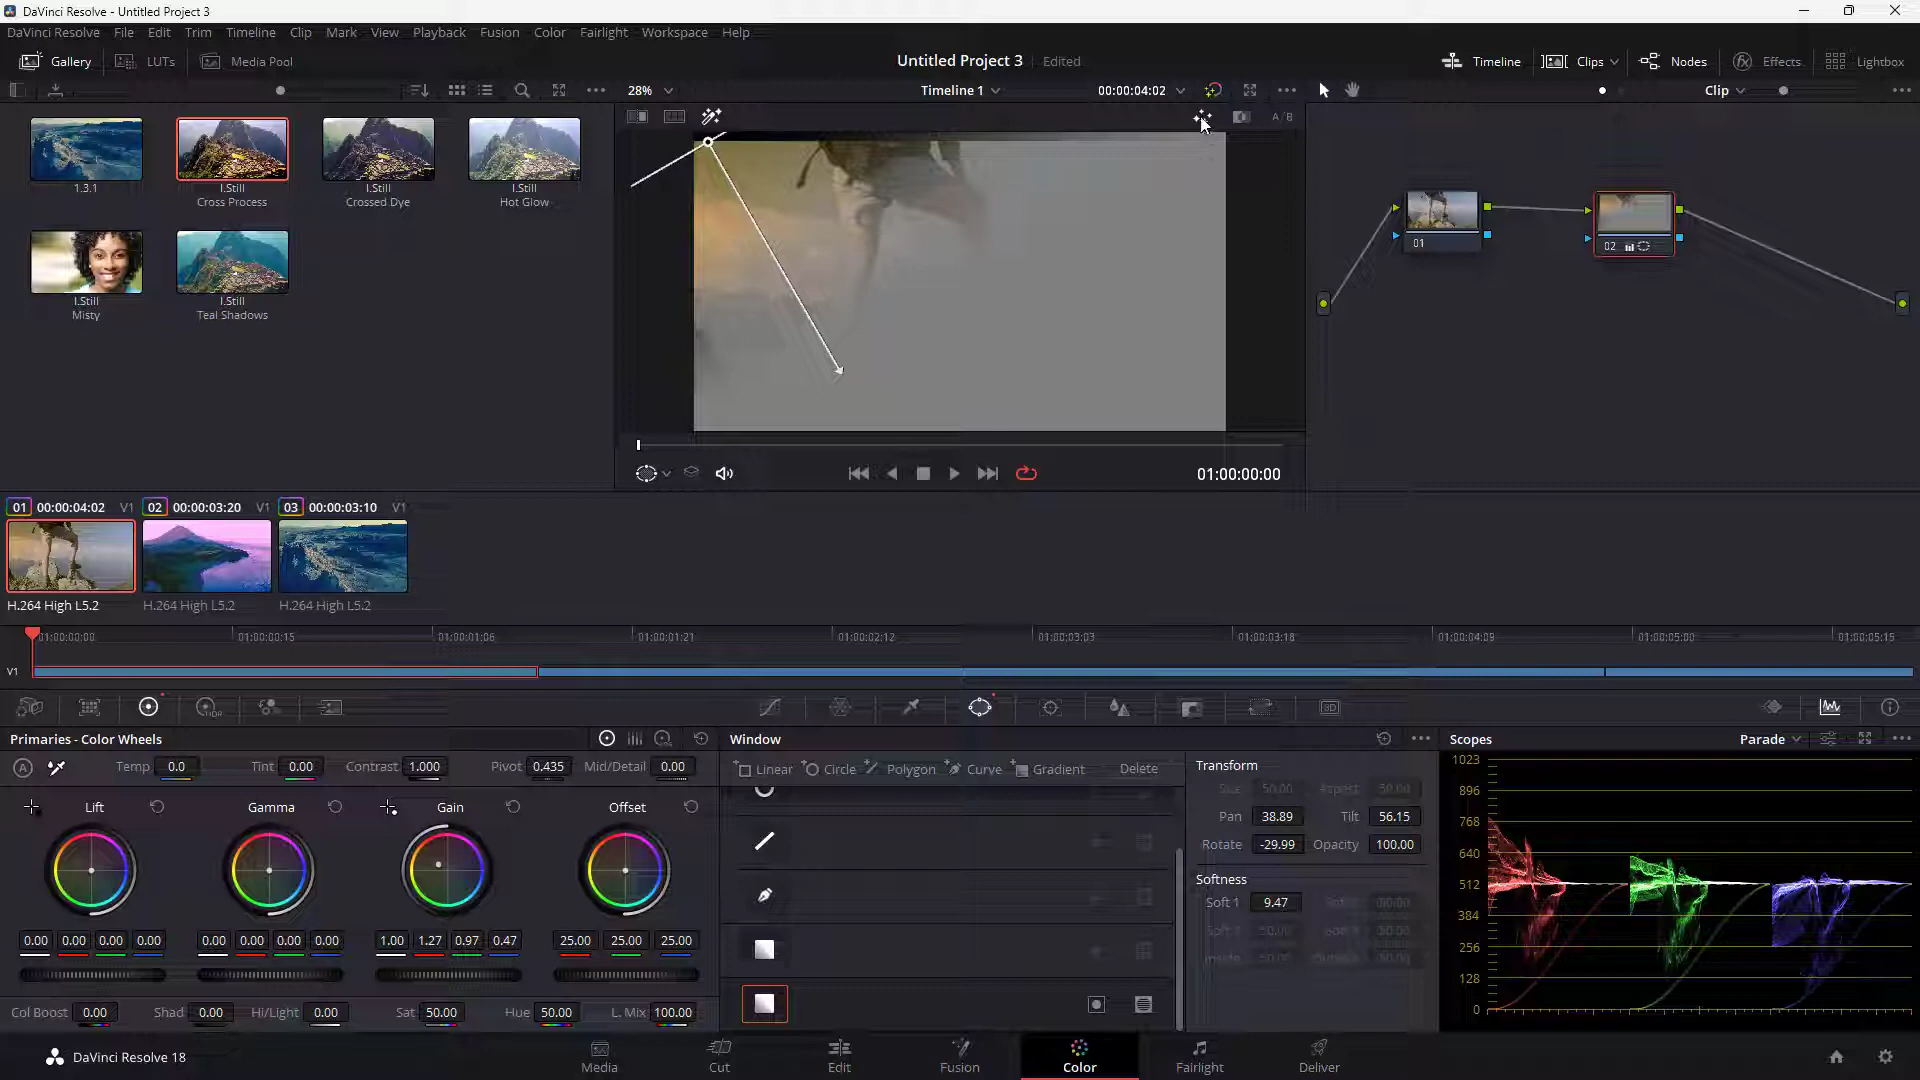 DaVinci Resolve - Untitled Project 3
DaVinci Resolve File Edit Trim Timeline Clip Mark View Playback Fusion Color Fairlight Workspace Help
Gallery LUTs Media Pool Untitled Project 3 Edited Timeline Clips Nodes Effects Lightbox
28% Timeline 1 00:00:04:02 Clip
A/B
1.3.1
I.Still
Cross Process
I.Still
Crossed Dye
I.Still
Hot Glow
I.Still
Misty
I.Still
Teal Shadows
01
02
01:00:00:00
01 00:00:04:02 V1 02 00:00:03:20 V1 03 00:00:03:10 V1
H.264 High L5.2 H.264 High L5.2 H.264 High L5.2
01:00:00:00 01:00:00:15 01:00:01:06 01:00:01:21 01:00:02:12 01:00:03:03 01:00:03:18 01:00:04:09 01:00:05:00 01:00:05:15
V1
HDR
3D
Primaries - Color Wheels
A Temp 0.0 Tint 0.00 Contrast 1.000 Pivot 0.435 Mid/Detail 0.00
Lift Gamma Gain Offset
0.00 0.00 0.00 0.00 0.00 0.00 0.00 0.00 1.00 1.27 0.97 0.47 25.00 25.00 25.00
Col Boost 0.00 Shad 0.00 Hi/Light 0.00 Sat 50.00 Hue 50.00 L. Mix 100.00
Window
Linear Circle Polygon Curve Gradient Delete
Transform
Size 50.00 Aspect 50.00
Pan 38.89 Tilt 56.15
Rotate -29.99 Opacity 100.00
Softness
Soft 1 9.47
Scopes Parade
1023
896
768
640
512
384
256
128
0
DaVinci Resolve 18 Media Cut Edit Fusion Color Fairlight Deliver